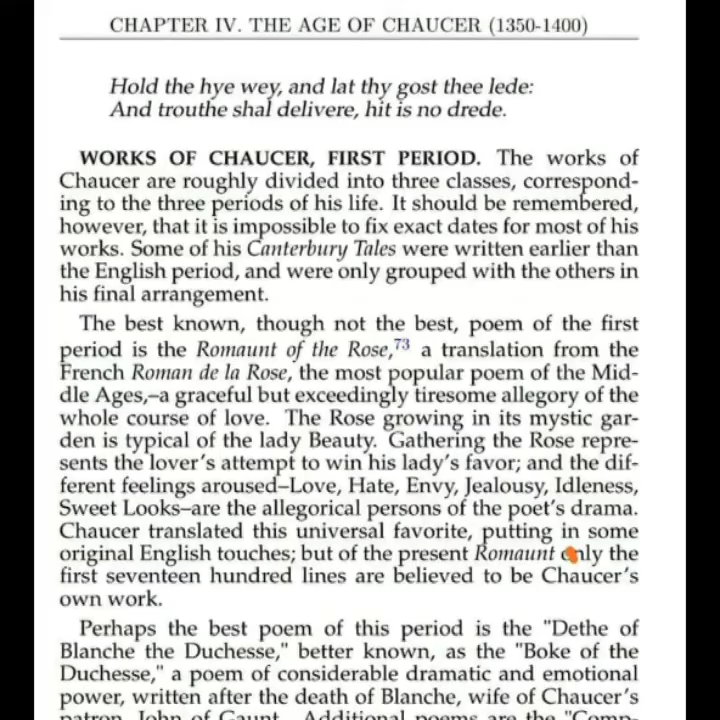 CHAPTER IV. THE AGE OF CHAUCER (1350-1400)
Hold the hye wey, and lat thy gost thee lede:
And trouthe shal delivere, hit is no drede.
WORKS OF CHAUCER, FIRST PERIOD. The works of
Chaucer are roughly divided into three classes, correspond-
ing to the three periods of his life. It should be remembered,
however, that it is impossible to fix exact dates for most of his
works. Some of his Canterbury Tales were written earlier than
the English period, and were only grouped with the others in
his final arrangement.
The best known, though not the best, poem of the first
period is the Romaunt of the Rose,73 a translation from the
French Roman de la Rose, the most popular poem of the Mid-
dle Ages,–a graceful but exceedingly tiresome allegory of the
whole course of love. The Rose growing in its mystic gar-
den is typical of the lady Beauty. Gathering the Rose repre-
sents the lover's attempt to win his lady's favor; and the dif-
ferent feelings aroused–Love, Hate, Envy, Jealousy, Idleness,
Sweet Looks–are the allegorical persons of the poet's drama.
Chaucer translated this universal favorite, putting in some
original English touches; but of the present Romaunt only the
first seventeen hundred lines are believed to be Chaucer's
own work.
Perhaps the best poem of this period is the "Dethe of
Blanche the Duchesse," better known, as the "Boke of the
Duchesse," a poem of considerable dramatic and emotional
power, written after the death of Blanche, wife of Chaucer's
patron, John of Gaunt. Additional poems are the "Comp-